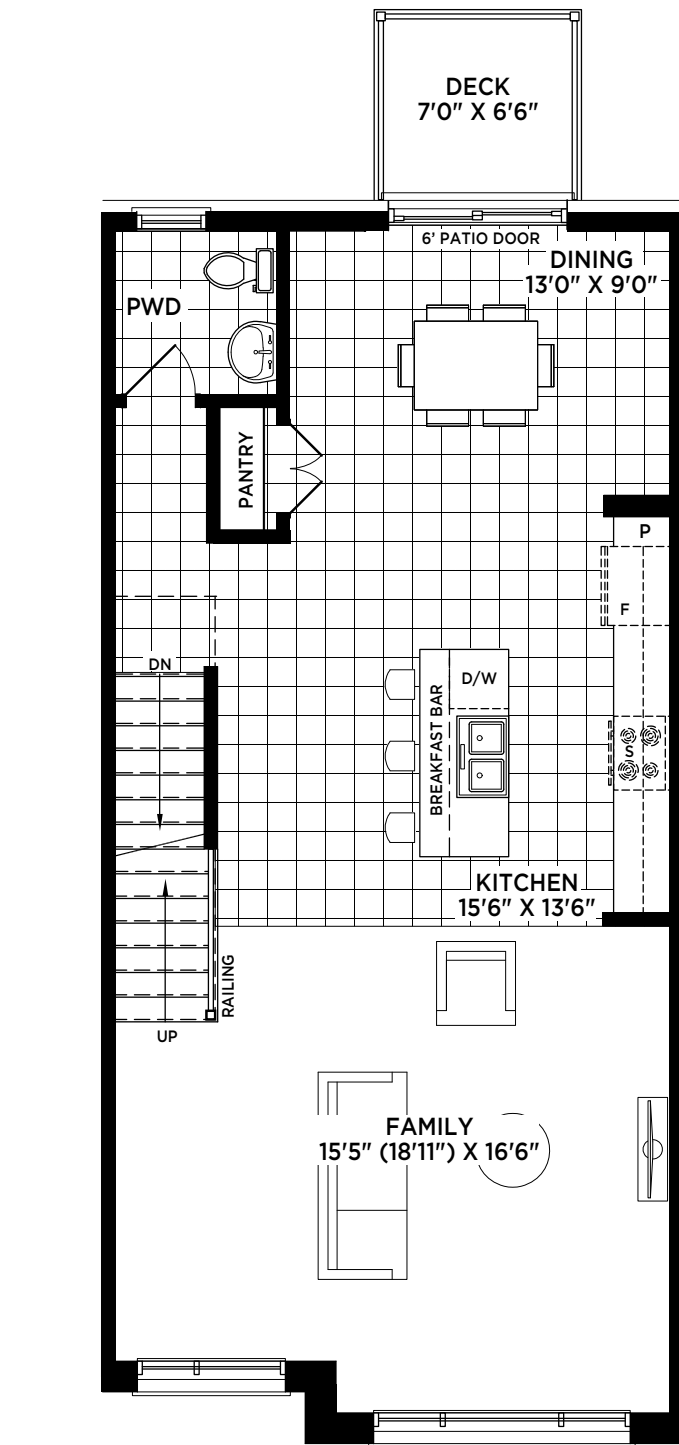 DECK
7'0" X 6'6"
6' PATIO DOOR
DINING
13'0" X 9'0"
PWD
PANTRY
P
F
DN
D/W
BREAKFAST BAR
S
KITCHEN
15'6" X 13'6"
RAILING
UP
FAMILY
15'5" (18'11") X 16'6"